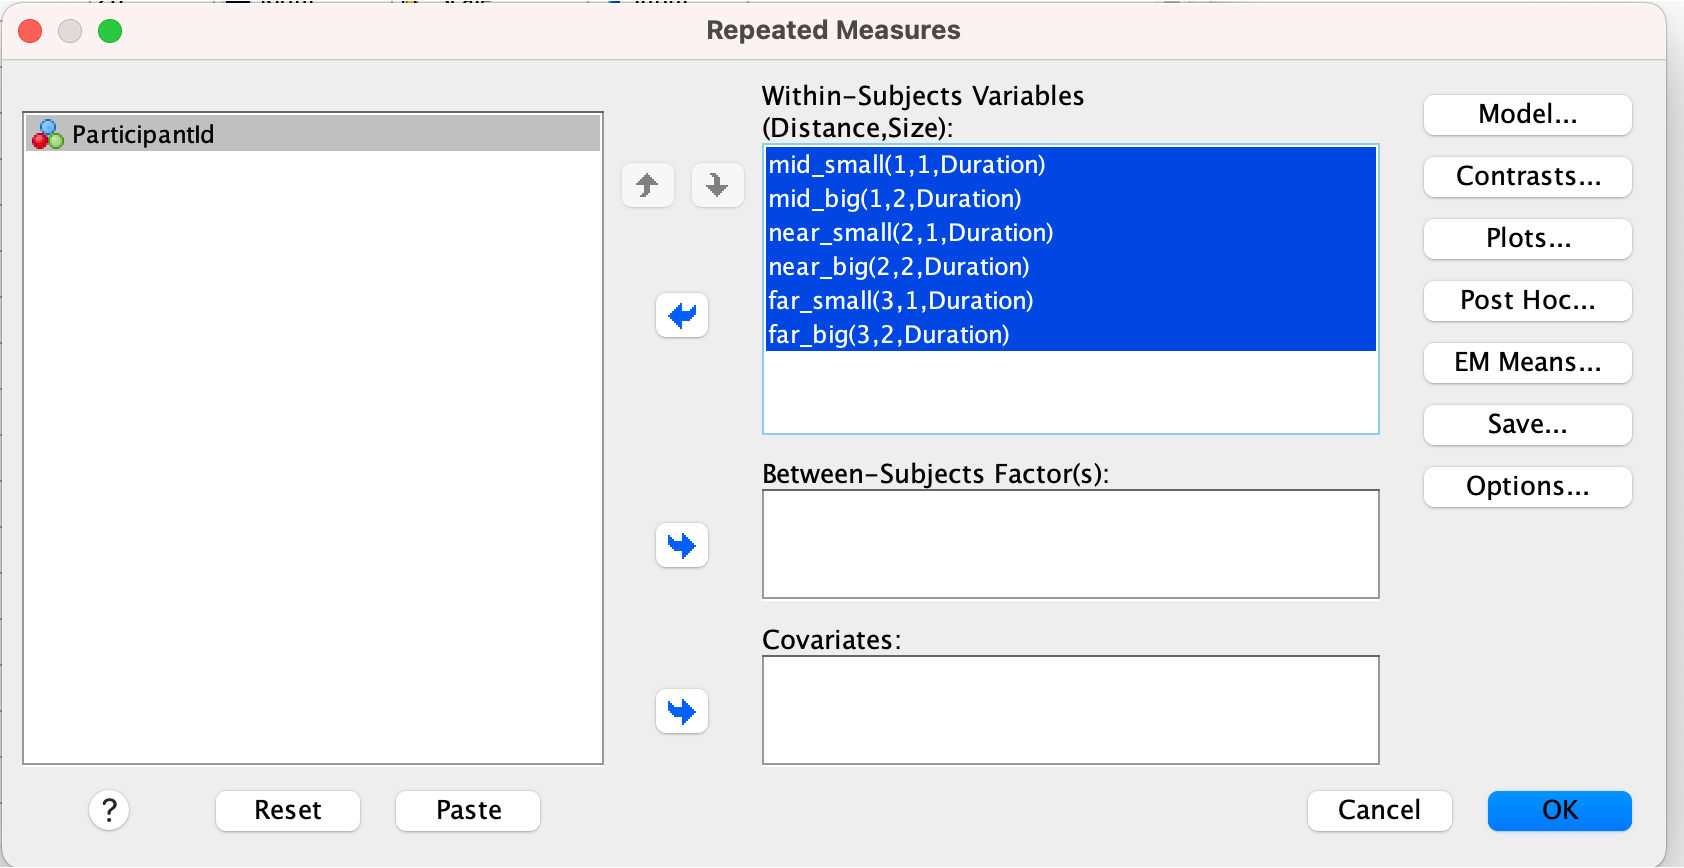 Repeated Measures
ParticipantId
Within-Subjects Variables
(Distance,Size):
mid_small(1,1,Duration)
mid_big(1,2,Duration)
near_small(2,1,Duration)
near_big(2,2,Duration)
far_small(3,1,Duration)
far_big(3,2,Duration)
Between-Subjects Factor(s):
Covariates:
Model...
Contrasts...
Plots...
Post Hoc...
EM Means...
Save...
Options...
?
Reset
Paste
Cancel
OK